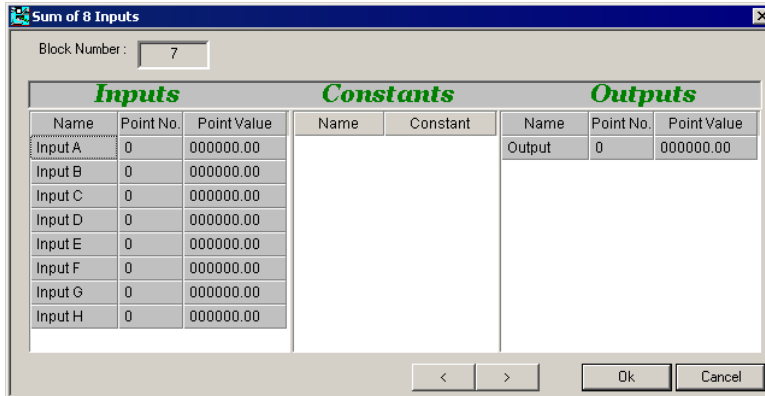 Sum of 8 Inputs
Block Number : 7
Inputs Constants Outputs
Name Point No. Point Value Name Constant Name Point No. Point Value
Input A 0 000000.00 Output 0 000000.00
Input B 0 000000.00
Input C 0 000000.00
Input D 0 000000.00
Input E 0 000000.00
Input F 0 000000.00
Input G 0 000000.00
Input H 0 000000.00
< > Ok Cancel